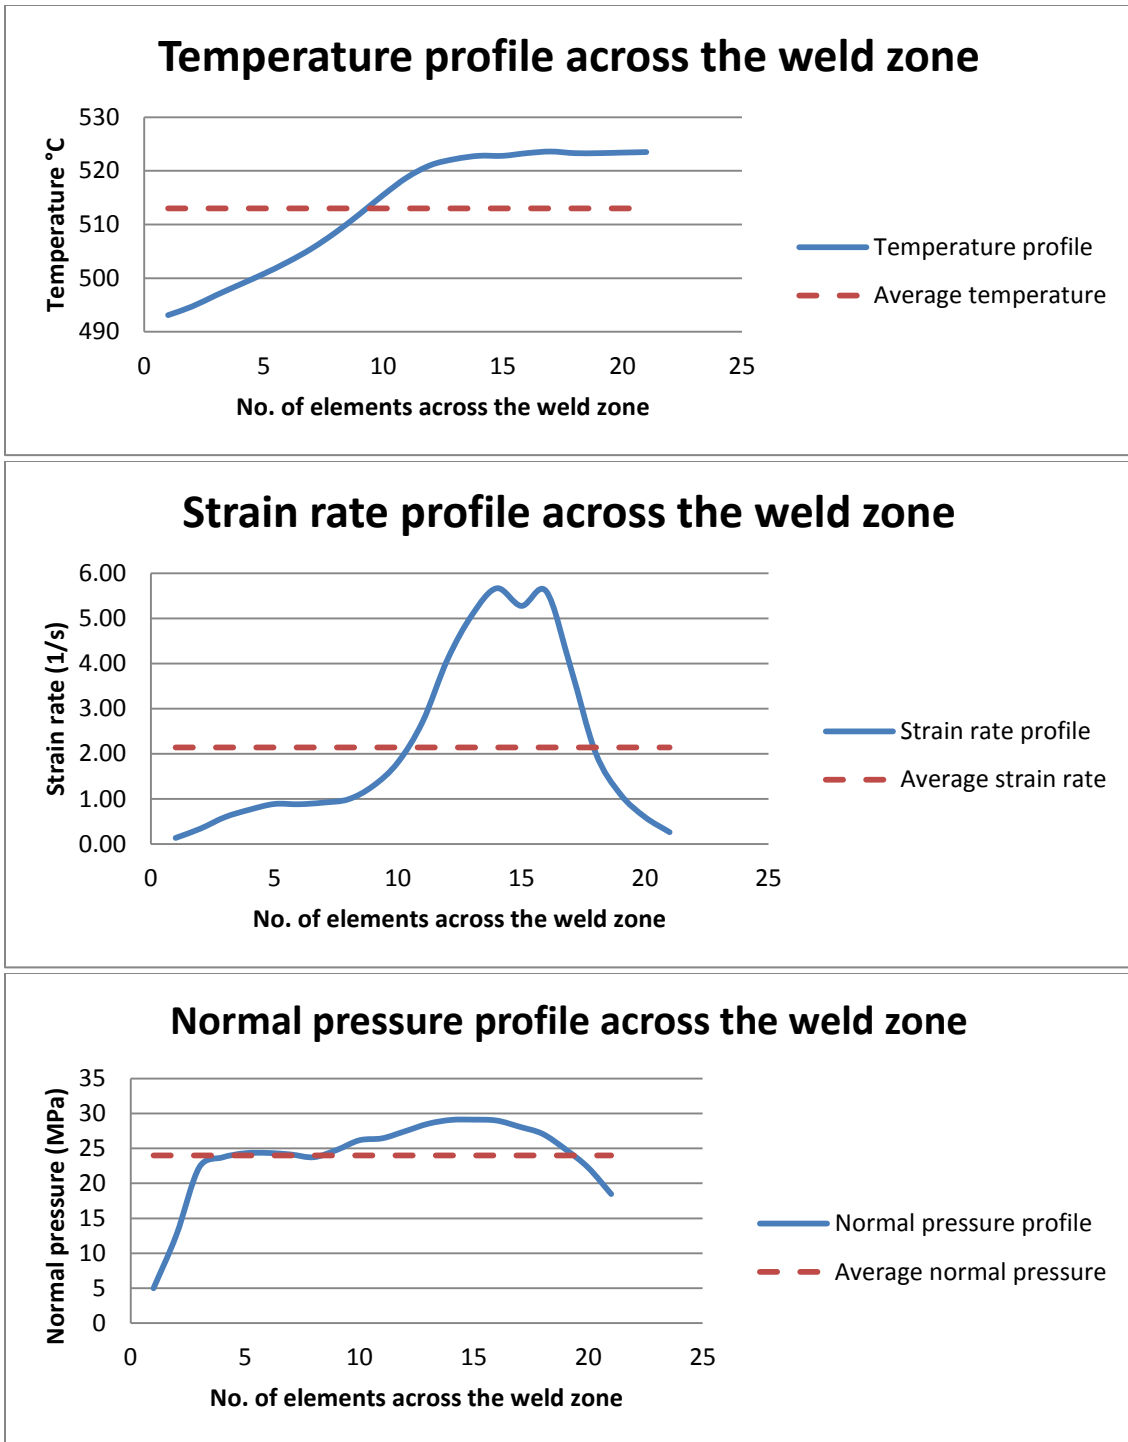 Temperature profile across the weld zone
Temperature °C
530
520
510
500
490
0 5 10 15 20 25
No. of elements across the weld zone
Temperature profile
Average temperature
Strain rate profile across the weld zone
Strain rate (1/s)
6.00
5.00
4.00
3.00
2.00
1.00
0.00
0 5 10 15 20 25
No. of elements across the weld zone
Strain rate profile
Average strain rate
Normal pressure profile across the weld zone
Normal pressure (MPa)
35
30
25
20
15
10
5
0
0 5 10 15 20 25
No. of elements across the weld zone
Normal pressure profile
Average normal pressure